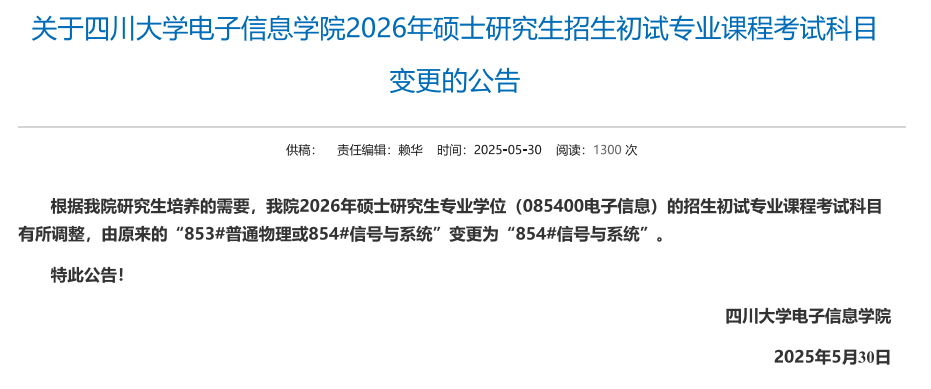 关于四川大学电子信息学院2026年硕士研究生招生初试专业课程考试科目
变更的公告
供稿： 责任编辑：赖华 时间：2025-05-30 阅读：1300 次
根据我院研究生培养的需要，我院2026年硕士研究生专业学位（085400电子信息）的招生初试专业课程考试科目
有所调整，由原来的“853#普通物理或854#信号与系统”变更为“854#信号与系统”。
特此公告！
四川大学电子信息学院
2025年5月30日